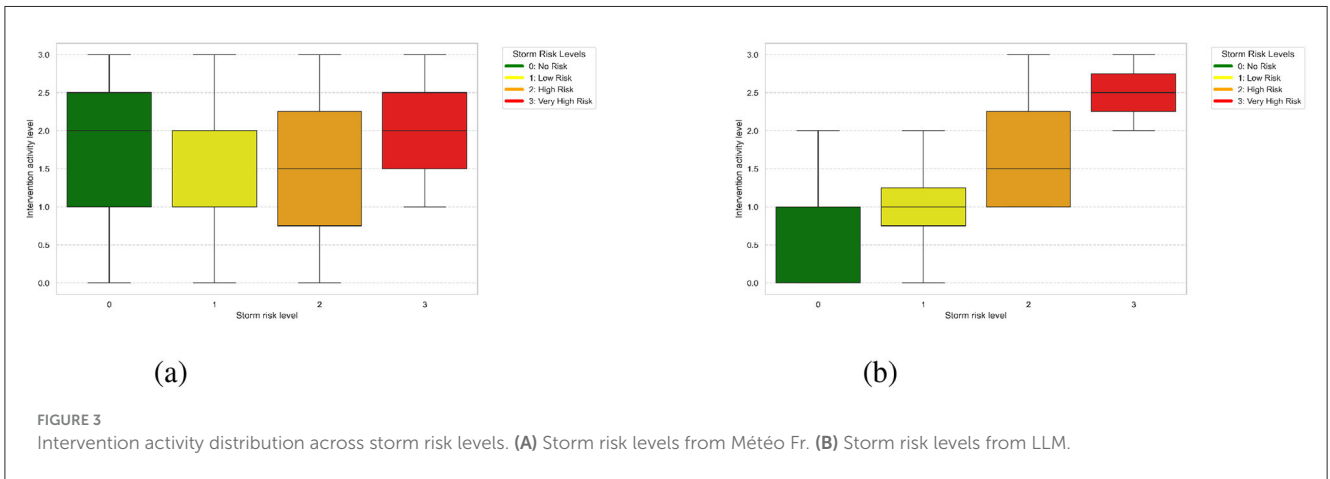 3.0
2.5
2.0
1.5
1.0
0.5
0.0
Intervention activity level
0 1 2 3
Storm risk level
Storm Risk Levels
0: No Risk
1: Low Risk
2: High Risk
3: Very High Risk
(a)
3.0
2.5
2.0
1.5
1.0
0.5
0.0
Intervention activity level
0 1 2 3
Storm risk level
Storm Risk Levels
0: No Risk
1: Low Risk
2: High Risk
3: Very High Risk
(b)
FIGURE 3
Intervention activity distribution across storm risk levels. (A) Storm risk levels from Météo Fr. (B) Storm risk levels from LLM.